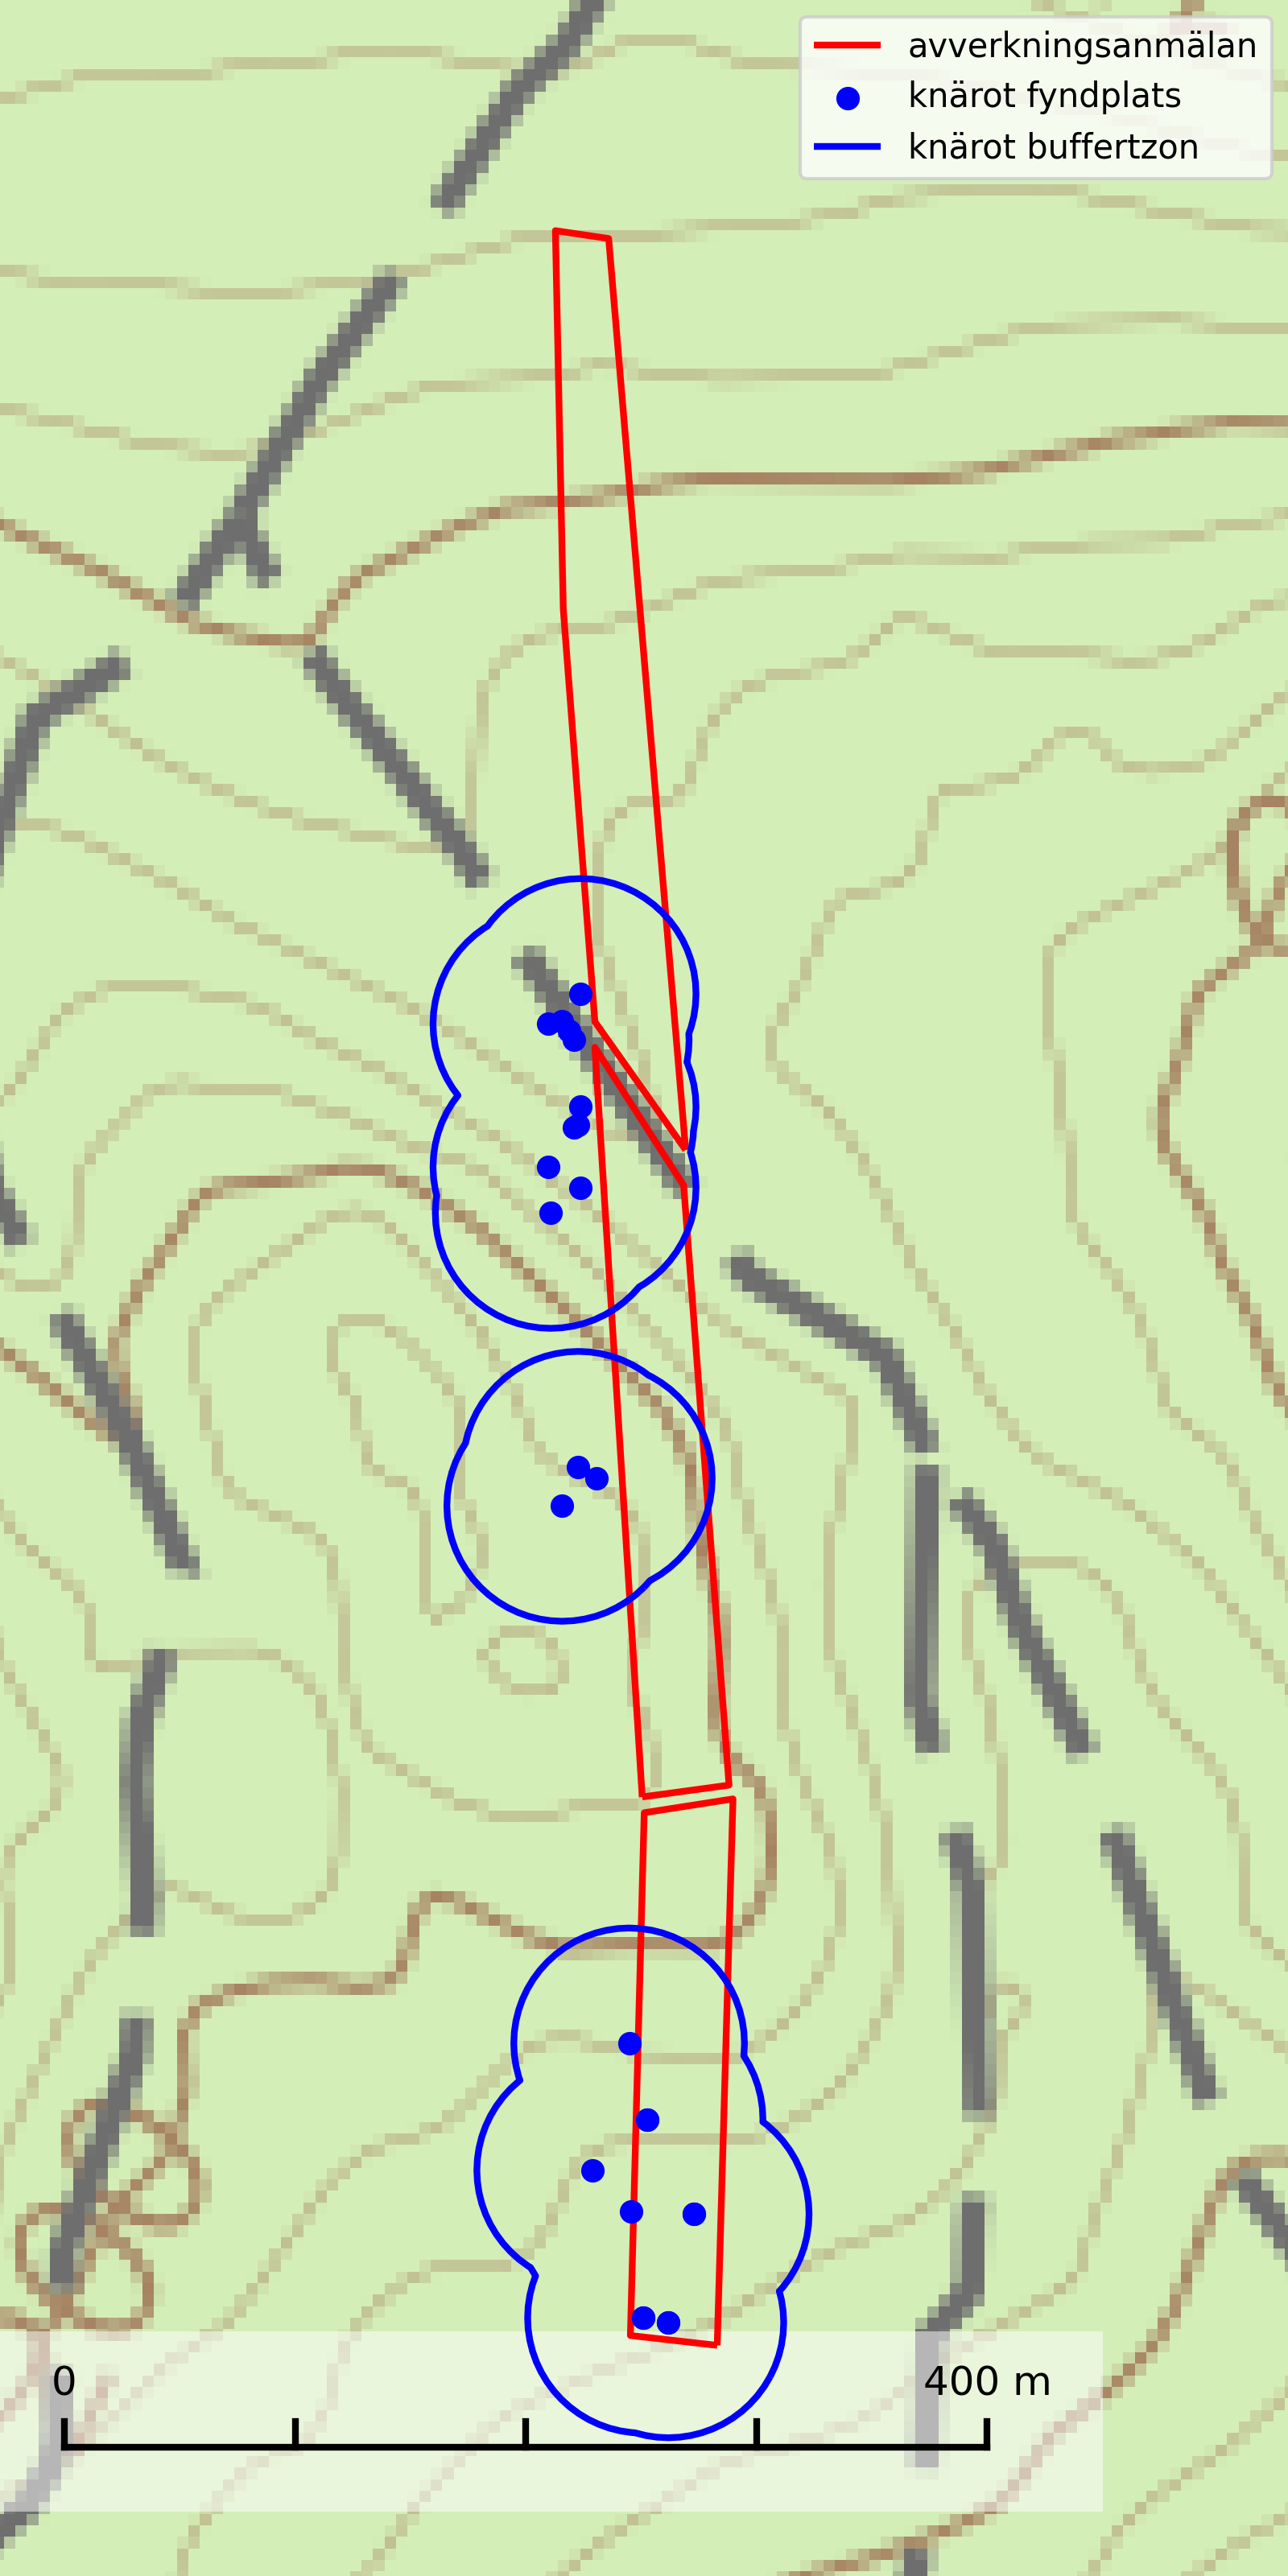 avverkningsanmälan
knärot fyndplats
knärot buffertzon
0 400 m